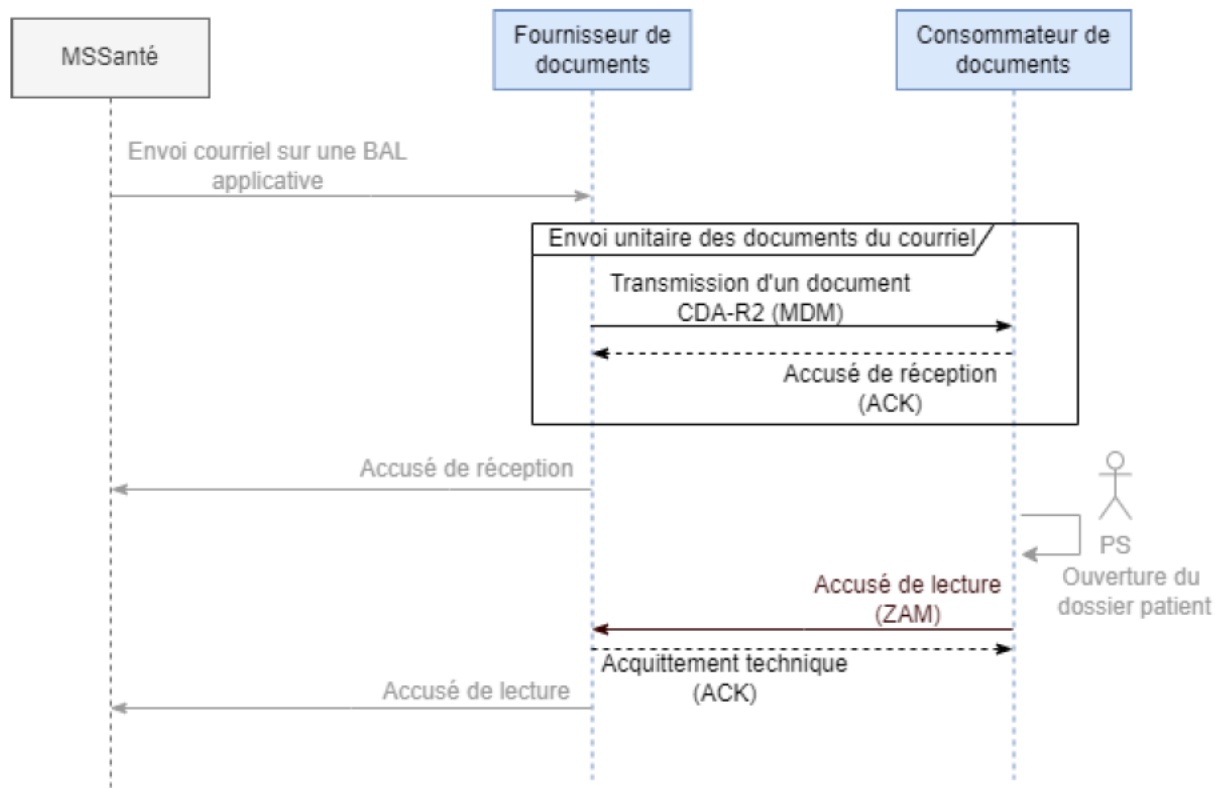 MSSanté
Fournisseur de
documents
Consommateur de
documents
Envoi courriel sur une BAL
applicative
Envoi unitaire des documents du courriel
Transmission d'un document
CDA-R2 (MDM)
Accusé de réception
(ACK)
Accusé de réception
PS
Ouverture du
dossier patient
Accusé de lecture
(ZAM)
Acquittement technique
(ACK)
Accusé de lecture